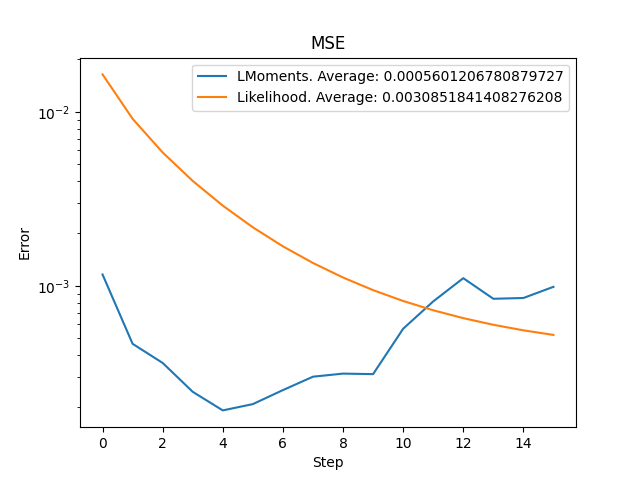 MSE
LMoments. Average: 0.0005601206780879727
Likelihood. Average: 0.0030851841408276208
10⁻²
10⁻³
Error
0 2 4 6 8 10 12 14
Step